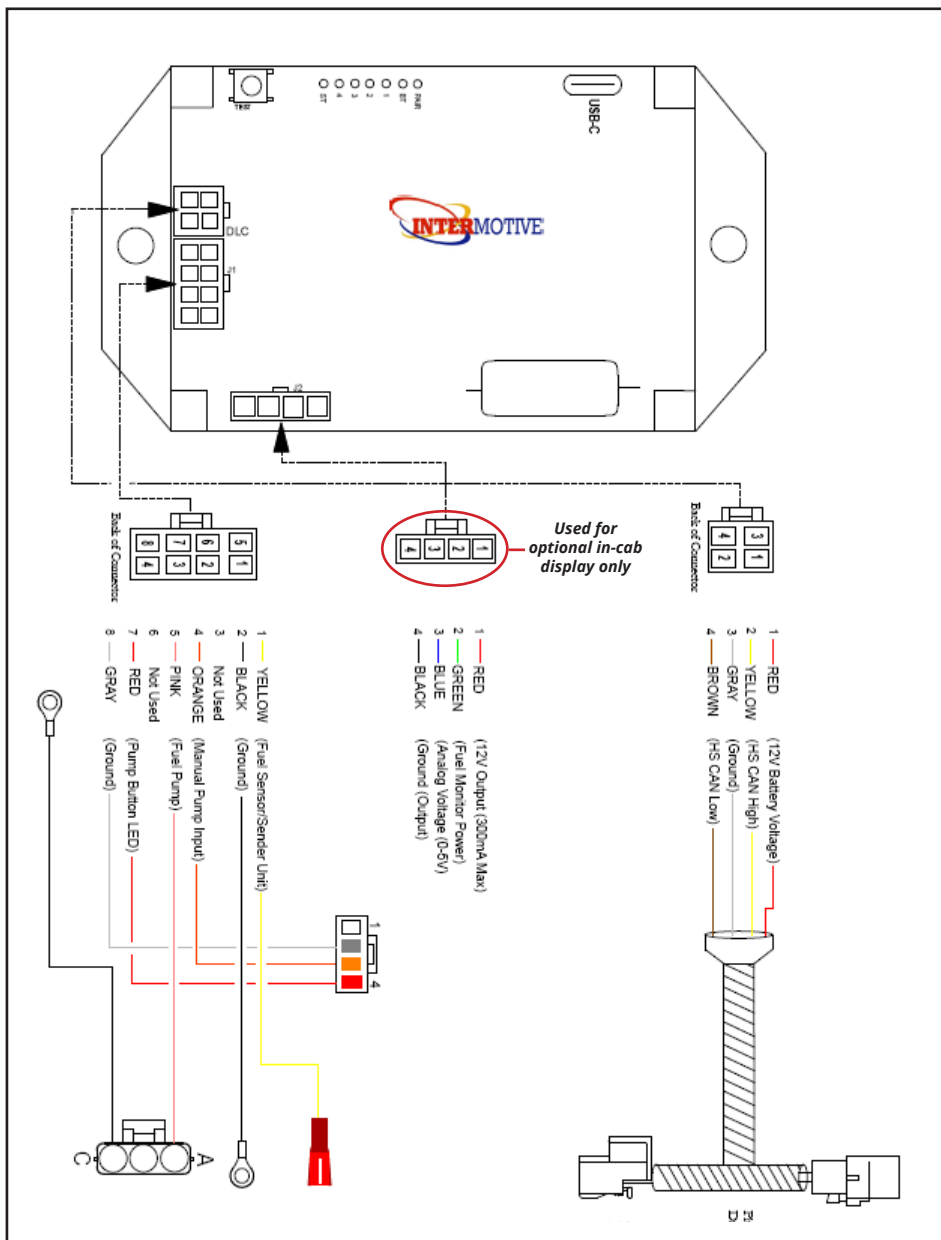 TEST
ST
4
3
2
1
BT
PAIR
USB-C
INTERMOTIVE
DLC
J1
J2
Back of Connector
8 7 6 5
4 3 2 1
4 3 2 1
Used for
optional in-cab
display only
Back of Connector
4 3
2 1
1 YELLOW (Fuel Sensor/Sender Unit)
2 BLACK (Ground)
3 Not Used
4 ORANGE (Manual Pump Input)
5 PINK (Fuel Pump)
6 Not Used
7 RED (Pump Button LED)
8 GRAY (Ground)
1 RED (12V Output (300mA Max)
2 GREEN (Fuel Monitor Power)
3 BLUE (Analog Voltage (0-5V)
4 BLACK (Ground (Output)
1 RED (12V Battery Voltage)
2 YELLOW (HS CAN High)
3 GRAY (Ground)
4 BROWN (HS CAN Low)
1
4
C
A